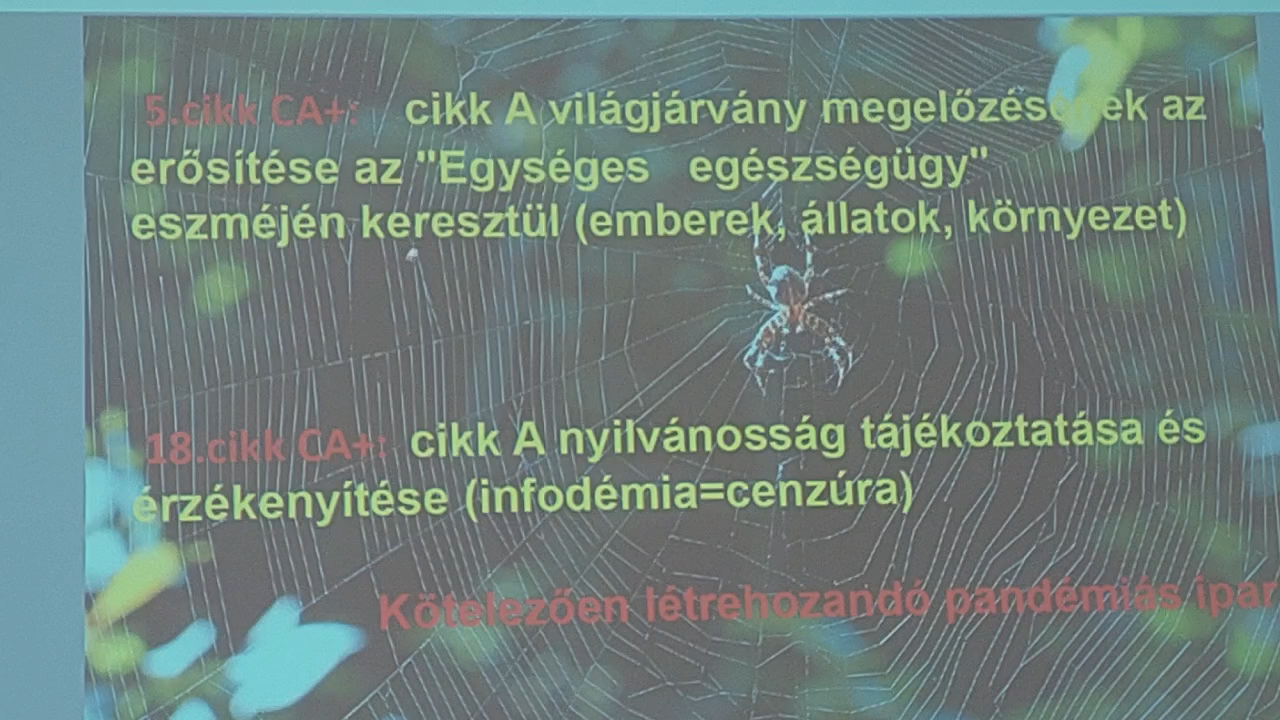 5.cikk CA+: cikk A világjárvány megelőzésének az
erősítése az "Egységes egészségügy"
eszméjén keresztül (emberek, állatok, környezet)
18.cikk CA+: cikk A nyilvánosság tájékoztatása és
érzékenyítése (infodémia=cenzúra)
Kötelezően létrehozandó pandémiás ipar